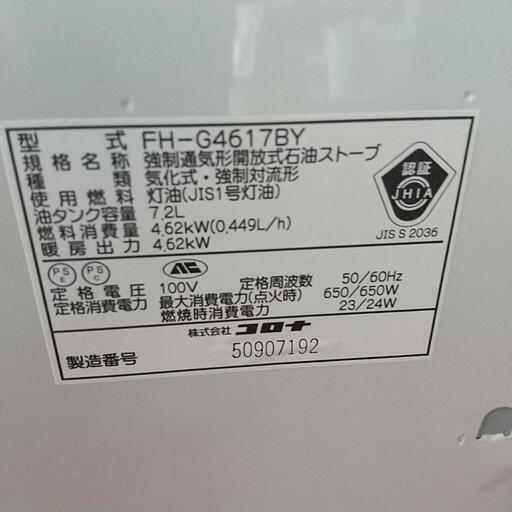 型式 FH-G4617BY
規格名称 強制通気形開放式石油ストーブ
種類 気化式・強制対流形
使用燃料 灯油(JIS1号灯油)
油タンク容量 7.2L
燃料消費量 4.62kW(0.449L/h)
暖房出力 4.62kW
認証
JHIA
JIS S 2036
PS E PS C
定格電圧 100V 定格周波数 50/60Hz
定格消費電力 最大消費電力(点火時) 650/650W
燃焼時消費電力 23/24W
株式会社 コロナ
製造番号 50907192